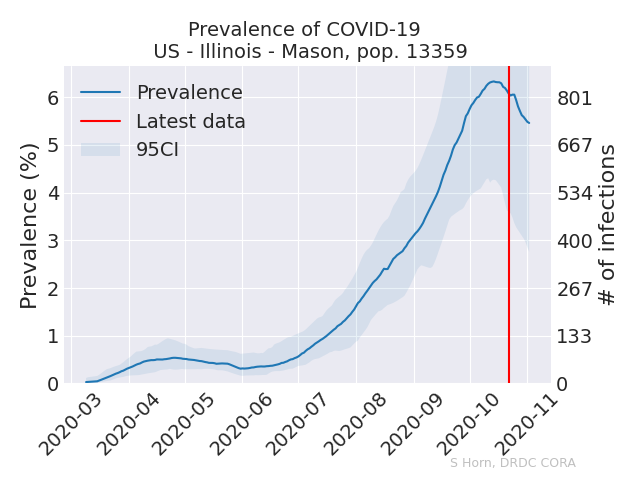 Prevalence of COVID-19
US - Illinois - Mason, pop. 13359
Prevalence
Latest data
95CI
Prevalence (%)
6
5
4
3
2
1
0
801
667
534
400
267
133
0
# of infections
2020-03
2020-04
2020-05
2020-06
2020-07
2020-08
2020-09
2020-10
2020-11
S Horn, DRDC CORA